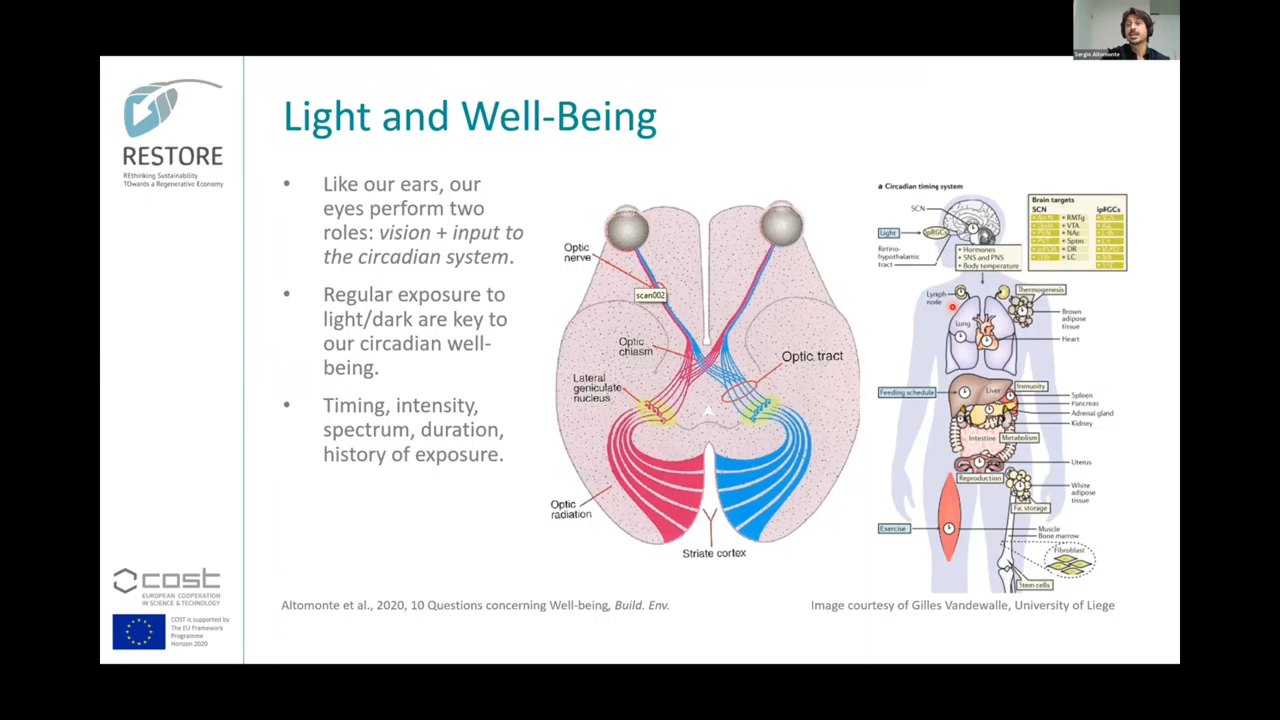 Sergio Altomonte
RESTORE
REthinking Sustainability
TOwards a Regenerative Economy
Light and Well-Being
• Like our ears, our
eyes perform two
roles: vision + input to
the circadian system.
• Regular exposure to
light/dark are key to
our circadian well-
being.
• Timing, intensity,
spectrum, duration,
history of exposure.
Optic
nerve
scan002
Optic
chiasm
Optic tract
Lateral
geniculate
nucleus
Optic
radiation
Striate cortex
a Circadian timing system
SCN
Light
ipRGCs
Retino-
hypothalamic
tract
• Hormones
• SNS and PNS
• Body temperature
Brain targets
SCN
ipRGCs
• RMTg
• VTA
• NAc
• Sptm
• DR
• LC
Lymph
node
Thermogenesis
Lung
Brown
adipose
tissue
Heart
Feeding schedule
Liver
Immunity
Spleen
Pancreas
Adrenal gland
Kidney
Intestine
Metabolism
Uterus
Reproduction
White
adipose
tissue
Fat storage
Exercise
Muscle
Bone marrow
Fibroblast
Stem cells
cost
EUROPEAN COOPERATION
IN SCIENCE & TECHNOLOGY
COST is supported by
The EU Framework
Programme
Horizon 2020
Altomonte et al., 2020, 10 Questions concerning Well-being, Build. Env.
Image courtesy of Gilles Vandewalle, University of Liege